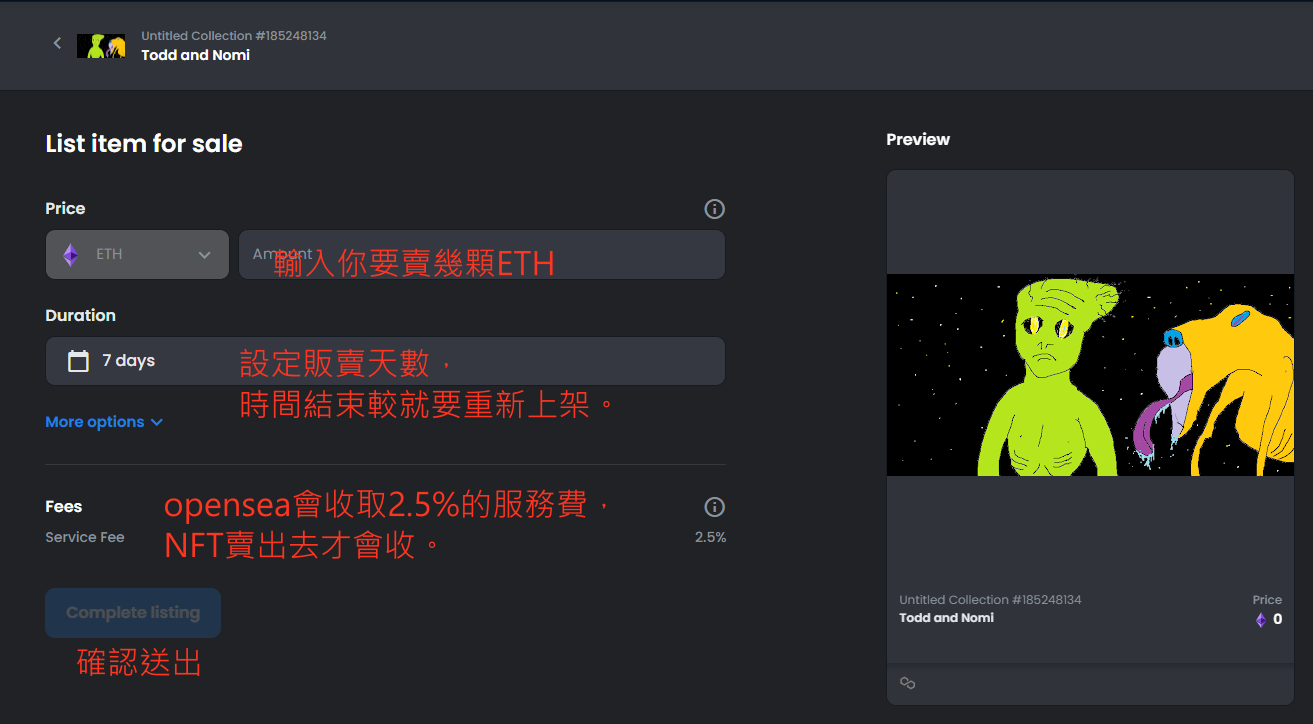 Untitled Collection #185248134
Todd and Nomi
List item for sale
Price
ETH
Amount
輸入你要賣幾顆ETH
Duration
7 days
設定販賣天數，
時間結束較就要重新上架。
More options
Fees
opensea會收取2.5%的服務費，
NFT賣出去才會收。
Service Fee
2.5%
Complete listing
確認送出
Preview
Untitled Collection #185248134
Price
Todd and Nomi
0